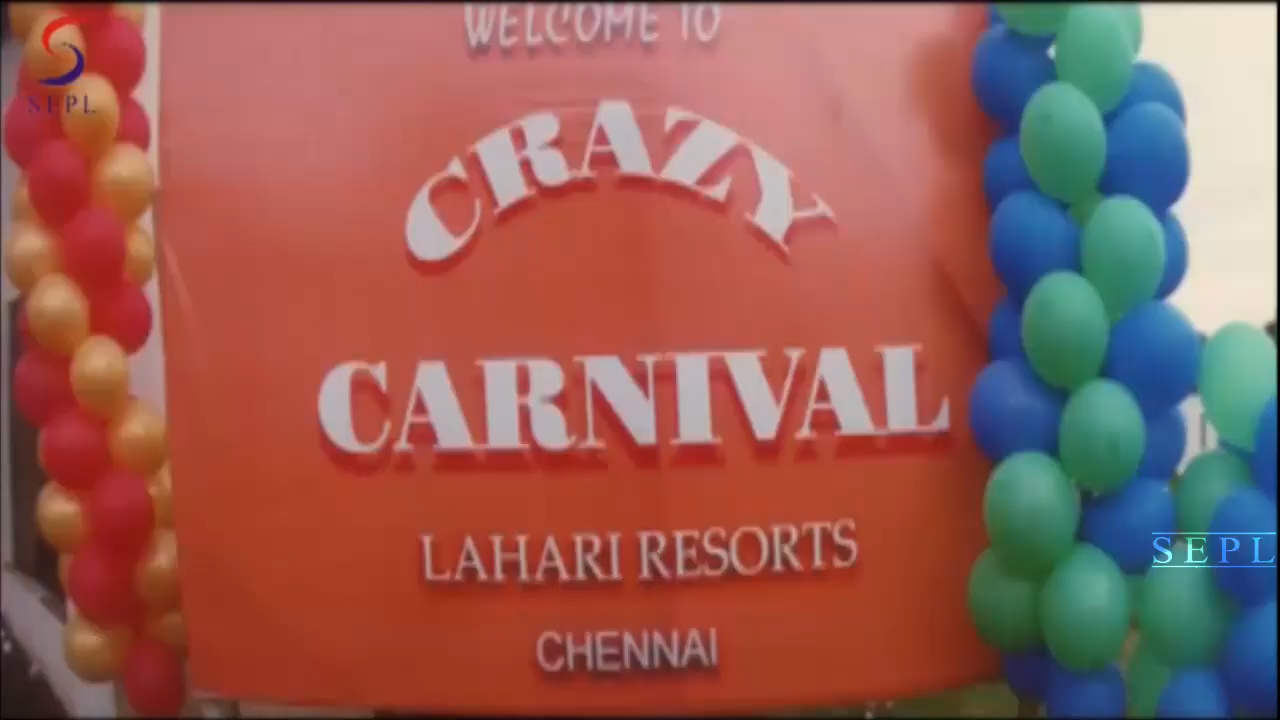 WELCOME TO
SEPL
CRAZY
CARNIVAL
LAHARI RESORTS
SEPL
CHENNAI